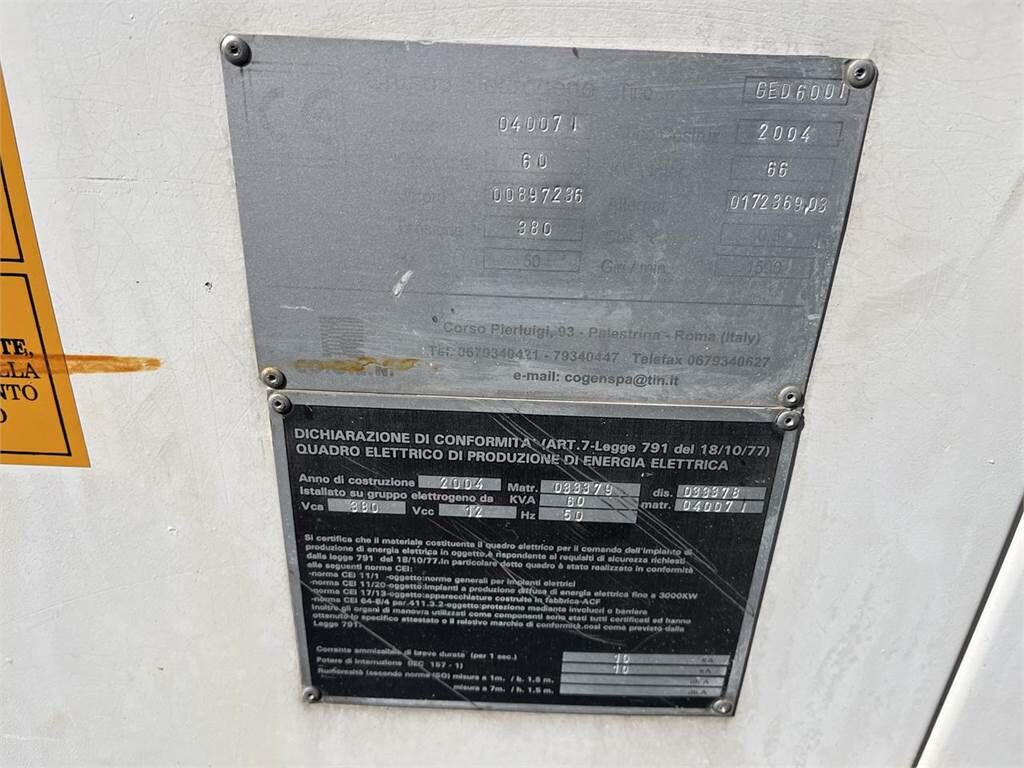 CE Tipo GED600I
04007I 2004
60 66
00897236 0172369,03
380
50 Giri / min. 1500
Corso Pierluigi, 93 - Palestrina - Roma (Italy)
Tel. 0679340421 - 79340447 Telefax 0679340627
e-mail: cogenspa@tin.it
DICHIARAZIONE DI CONFORMITA' (ART.7-Legge 791 del 18/10/77)
QUADRO ELETTRICO DI PRODUZIONE DI ENERGIA ELETTRICA
Anno di costruzione 2004 Matr. 033379 dis. 033378
Istallato su gruppo elettrogeno da KVA 60 matr. 04007I
Vca 380 Vcc 12 Hz 50
Si certifica che il materiale costituente il quadro elettrico per il comando dell'impianto di
produzione di energia elettrica in oggetto,è rispondente ai requisiti di sicurezza richiesti
dalla legge 791 del 18/10/77.In particolare detto quadro è stato realizzato in conformità
alle seguenti norme CEI:
-norma CEI 11/1 -oggetto:norme generali per impianti elettrici
-norma CEI 11/20-oggetto:impianti a produzione diffusa di energia elettrica fino a 3000KW
-norma CEI 17/13-oggetto:apparecchiature costruite in fabbrica-ACF
-norma CEI 64-8/4 par.411.3.2-oggetto:protezione mediante involucri o barriere
Inoltre gli organi di manovra utilizzati come componenti sono stati tutti certificati ed hanno
ottenuto lo specifico attestato o il relativo marchio di conformità,così come previsto dalla
Legge 791.
Corrente ammissibile di breve durata (per 1 sec.) 10 kA
Potere di interruzione (IEC 157-1) 10 kA
Rumorosità (secondo norme ISO) misura a 1m. / h. 1,5 m. db A
misura a 7m. / h. 1,5 m. db A
TE,
LLA
NTO
O